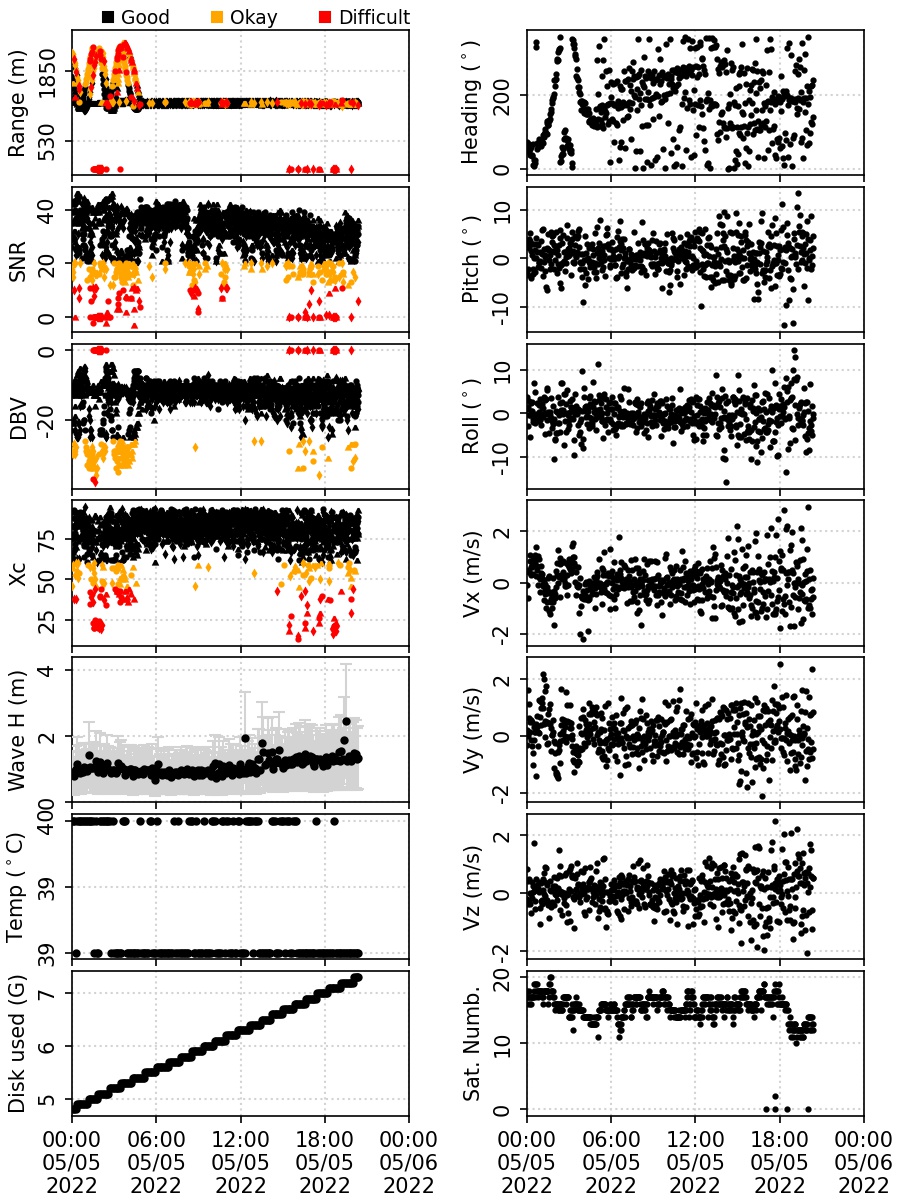 Good Okay Difficult
Range (m)
1850
530
Heading (°)
200
0
SNR
40
20
0
Pitch (°)
10
0
-10
DBV
0
-20
Roll (°)
10
0
-10
Xc
75
50
25
Vx (m/s)
2
0
-2
Wave H (m)
4
2
0
Vy (m/s)
2
0
-2
Temp (°C)
40
39
39
Vz (m/s)
2
0
-2
Disk used (G)
7
6
5
Sat. Numb.
20
10
0
00:00 06:00 12:00 18:00 00:00
05/05 05/05 05/05 05/05 05/06
2022 2022 2022 2022 2022
00:00 06:00 12:00 18:00 00:00
05/05 05/05 05/05 05/05 05/06
2022 2022 2022 2022 2022